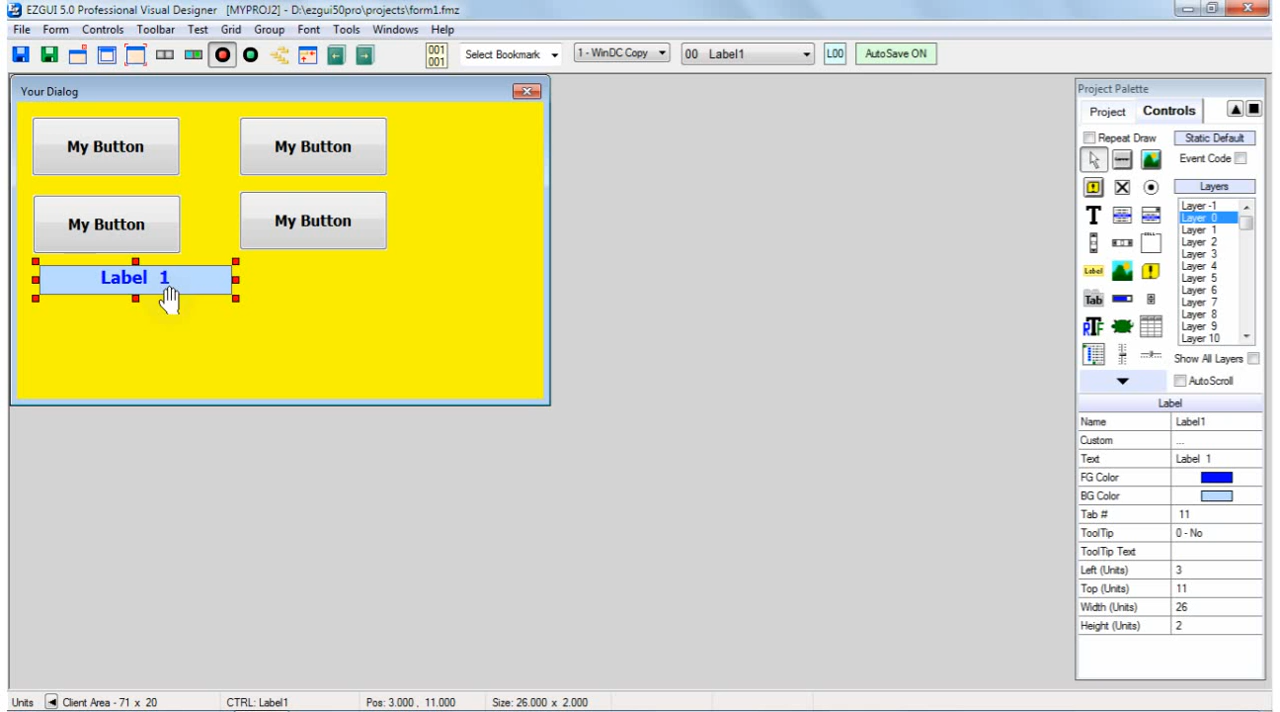 EZGUI 5.0 Professional Visual Designer [MYPROJ2] - D:\ezgui50pro\projects\form1.fmz
File Form Controls Toolbar Test Grid Group Font Tools Windows Help
001
001
Select Bookmark
1 - WinDC Copy
00 Label1
L00
AutoSave ON
Your Dialog
My Button
My Button
My Button
My Button
Label 1
Project Palette
Project Controls
Repeat Draw
Static Default
Event Code
Layers
Layer -1
Layer 0
Layer 1
Layer 2
Layer 3
Layer 4
Layer 5
Layer 6
Layer 7
Layer 8
Layer 9
Layer 10
T
Label
Tab
RTF
Show All Layers
AutoScroll
Label
Name Label1
Custom ...
Text Label 1
FG Color
BG Color
Tab # 11
ToolTip 0 - No
ToolTip Text
Left (Units) 3
Top (Units) 11
Width (Units) 26
Height (Units) 2
Units Client Area - 71 x 20 CTRL: Label1 Pos: 3.000 , 11.000 Size: 26.000 x 2.000